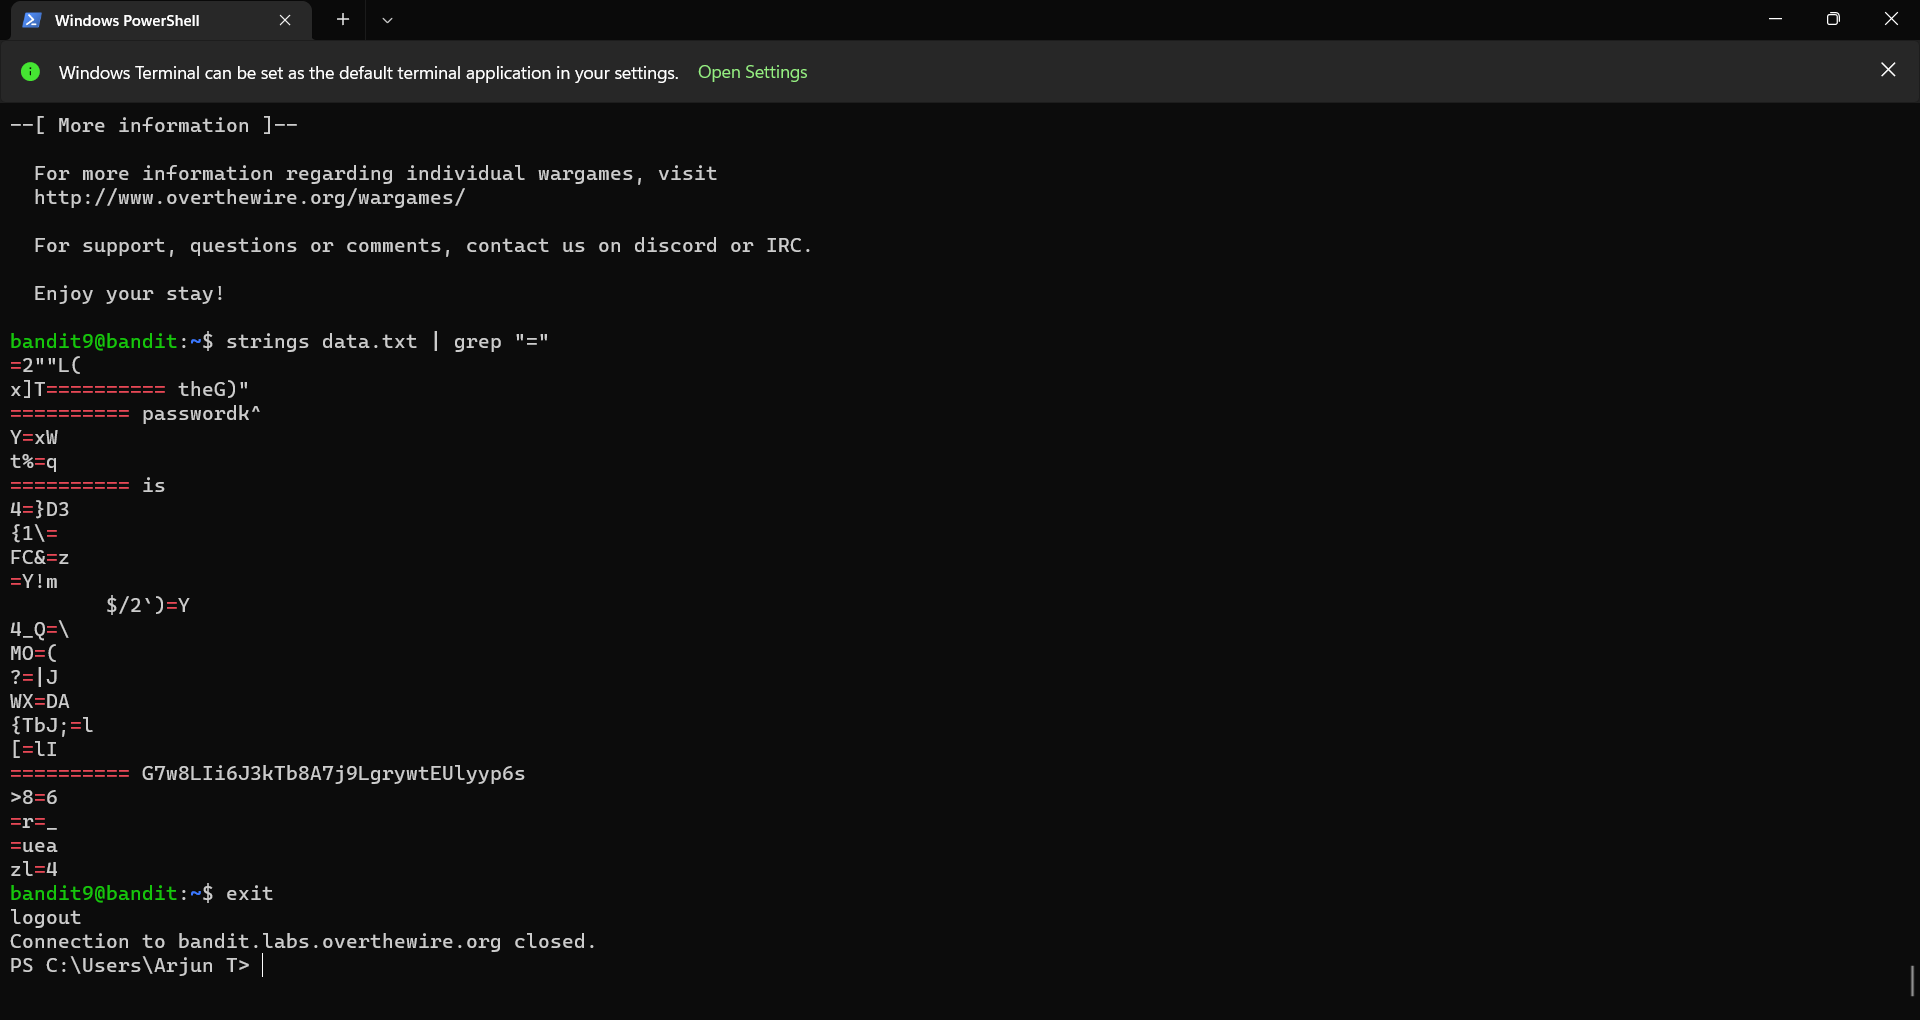 Windows PowerShell
Windows Terminal can be set as the default terminal application in your settings. Open Settings
--[ More information ]--
For more information regarding individual wargames, visit
http://www.overthewire.org/wargames/
For support, questions or comments, contact us on discord or IRC.
Enjoy your stay!
bandit9@bandit:~$ strings data.txt | grep "="
=2""L(
x]T========== theG)"
========== passwordk^
Y=xW
t%=q
========== is
4=}D3
{1\=
FC&=z
=Y!m
$/2`)=Y
4_Q=\
MO=(
?=|J
WX=DA
{TbJ;=l
[=lI
========== G7w8LIi6J3kTb8A7j9LgrywtEUlyyp6s
>8=6
=r=_
=uea
zl=4
bandit9@bandit:~$ exit
logout
Connection to bandit.labs.overthewire.org closed.
PS C:\Users\Arjun T>